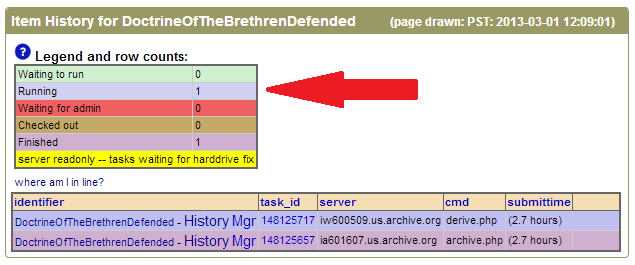 Item History for DoctrineOfTheBrethrenDefended (page drawn: PST: 2013-03-01 12:09:01)
? Legend and row counts:
Waiting to run 0
Running 1
Waiting for admin 0
Checked out 0
Finished 1
server readonly -- tasks waiting for harddrive fix
where am I in line?
identifier task_id server cmd submittime
DoctrineOfTheBrethrenDefended - History Mgr 148125717 iw600509.us.archive.org derive.php (2.7 hours)
DoctrineOfTheBrethrenDefended - History Mgr 148125657 ia601607.us.archive.org archive.php (2.7 hours)